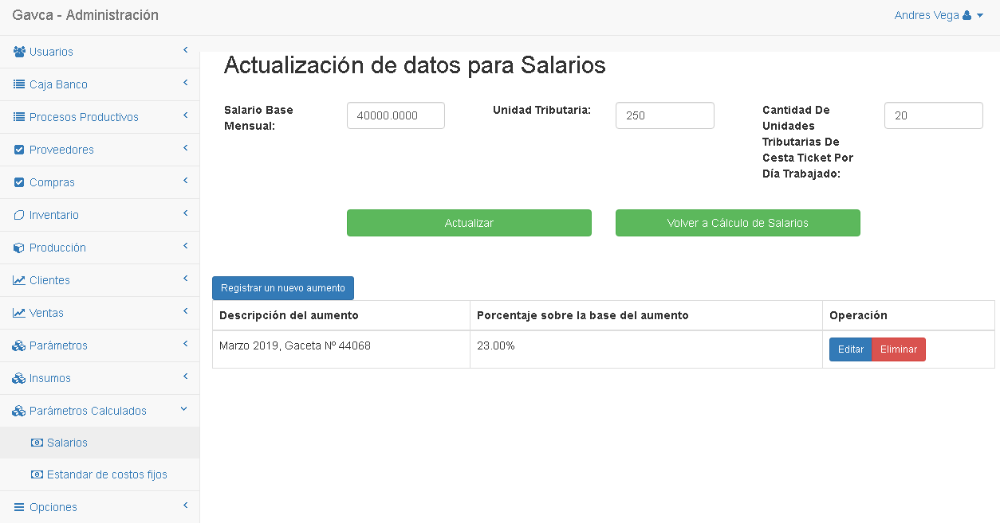 Gavca - Administración
Andres Vega
Usuarios
Caja Banco
Procesos Productivos
Proveedores
Compras
Inventario
Producción
Clientes
Ventas
Parámetros
Insumos
Parámetros Calculados
Salarios
Estandar de costos fijos
Opciones
Actualización de datos para Salarios
Salario Base
Mensual:
40000.0000
Unidad Tributaria:
250
Cantidad De
Unidades
Tributarias De
Cesta Ticket Por
Día Trabajado:
20
Actualizar
Volver a Cálculo de Salarios
Registrar un nuevo aumento
Descripción del aumento
Porcentaje sobre la base del aumento
Operación
Marzo 2019, Gaceta Nº 44068
23.00%
Editar
Eliminar